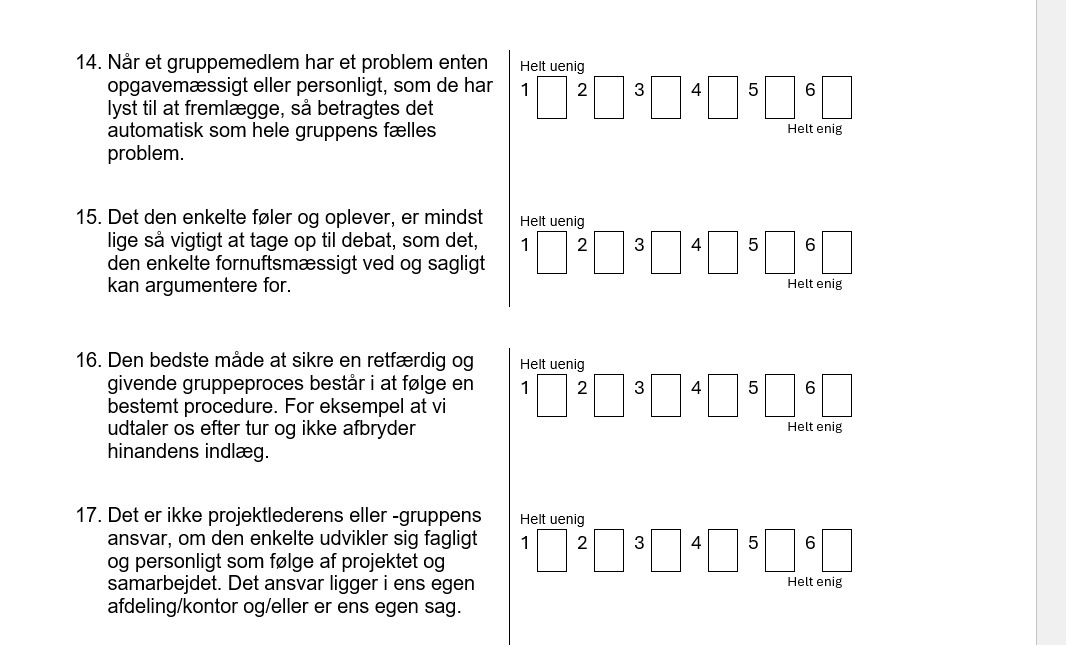 14. Når et gruppemedlem har et problem enten
opgavemæssigt eller personligt, som de har
lyst til at fremlægge, så betragtes det
automatisk som hele gruppens fælles
problem.
Helt uenig
1 2 3 4 5 6
Helt enig
15. Det den enkelte føler og oplever, er mindst
lige så vigtigt at tage op til debat, som det,
den enkelte fornuftsmæssigt ved og sagligt
kan argumentere for.
Helt uenig
1 2 3 4 5 6
Helt enig
16. Den bedste måde at sikre en retfærdig og
givende gruppeproces består i at følge en
bestemt procedure. For eksempel at vi
udtaler os efter tur og ikke afbryder
hinandens indlæg.
Helt uenig
1 2 3 4 5 6
Helt enig
17. Det er ikke projektlederens eller -gruppens
ansvar, om den enkelte udvikler sig fagligt
og personligt som følge af projektet og
samarbejdet. Det ansvar ligger i ens egen
afdeling/kontor og/eller er ens egen sag.
Helt uenig
1 2 3 4 5 6
Helt enig